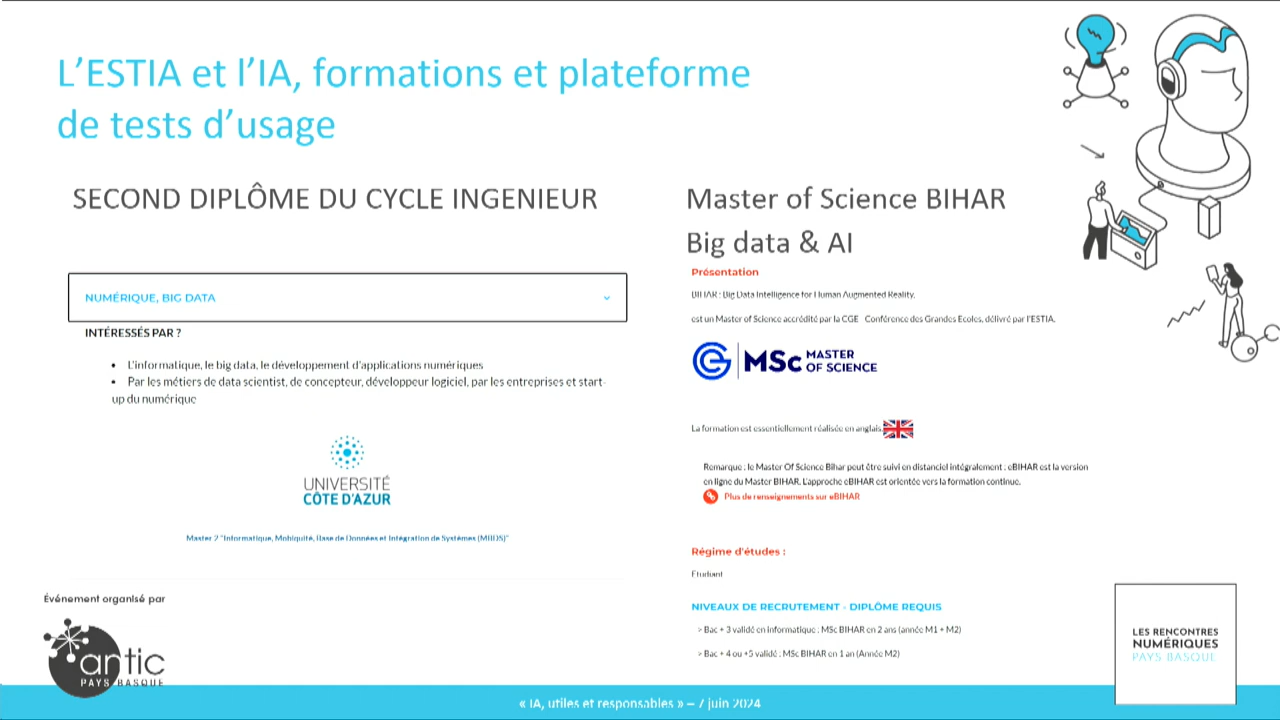 L'ESTIA et l'IA, formations et plateforme
de tests d'usage
SECOND DIPLÔME DU CYCLE INGENIEUR
NUMÉRIQUE, BIG DATA
INTÉRESSÉS PAR ?
• L'informatique, le big data, le développement d'applications numériques
• Par les métiers de data scientist, de concepteur, développeur logiciel, par les entreprises et start-
up du numérique
UNIVERSITÉ
CÔTE D'AZUR
Master 2 "Informatique, Mobiquité, Base de Données et Intégration de Systèmes (MBDS)"
Master of Science BIHAR
Big data & AI
Présentation
BIHAR : Big Data Intelligence for Human Augmented Reality,
est un Master of Science accrédité par la CGE Conférence des Grandes Ecoles, délivré par l'ESTIA.
MSc MASTER
OF SCIENCE
La formation est essentiellement réalisée en anglais
Remarque : le Master Of Science Bihar peut être suivi en distanciel intégralement : eBIHAR est la version
en ligne du Master BIHAR. L'approche eBIHAR est orientée vers la formation continue.
Plus de renseignements sur eBIHAR
Régime d'études :
Etudiant
NIVEAUX DE RECRUTEMENT - DIPLÔME REQUIS
> Bac + 3 validé en informatique : MSc BIHAR en 2 ans (année M1 + M2)
> Bac + 4 ou +5 validé : MSc BIHAR en 1 an (Année M2)
Événement organisé par
antic
PAYS BASQUE
LES RENCONTRES
NUMÉRIQUES
PAYS BASQUE
« IA, utiles et responsables » – 7 juin 2024